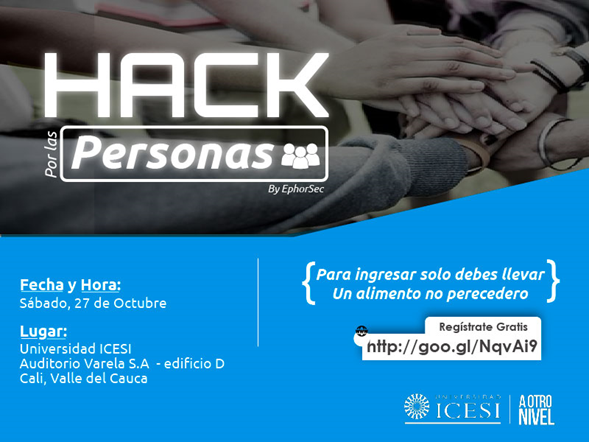 HACK
Por las
Personas
By EphorSec
Fecha y Hora:
Sábado, 27 de Octubre
Lugar:
Universidad ICESI
Auditorio Varela S.A - edificio D
Cali, Valle del Cauca
{Para ingresar solo debes llevar
Un alimento no perecedero}
Regístrate Gratis
http://goo.gl/NqvAi9
UNIVERSIDAD
ICESI
A OTRO
NIVEL